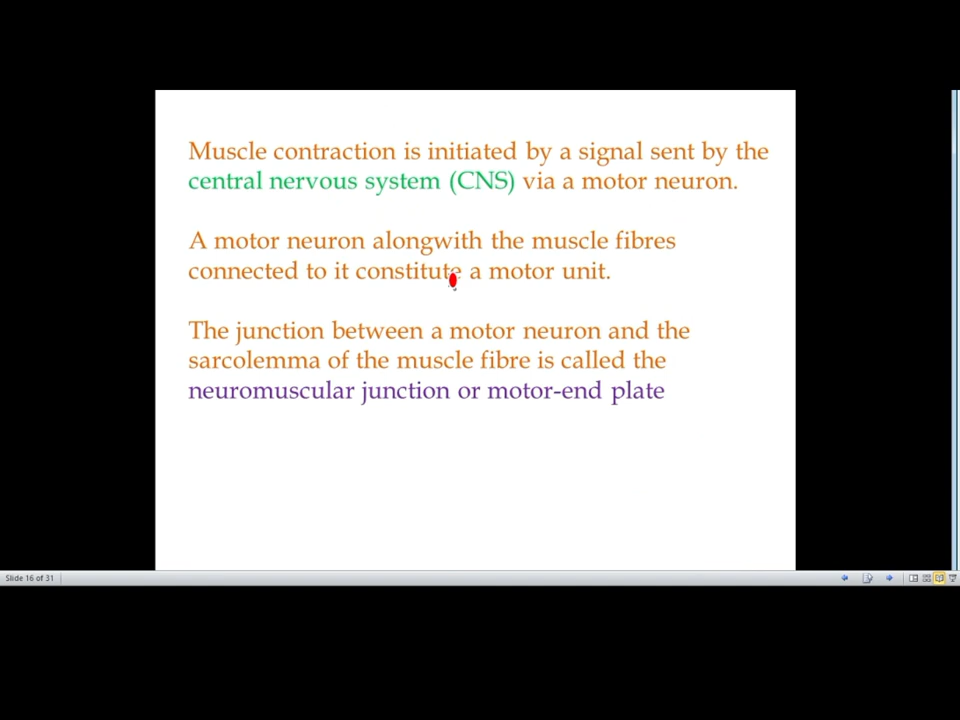 Muscle contraction is initiated by a signal sent by the
central nervous system (CNS) via a motor neuron.
A motor neuron alongwith the muscle fibres
connected to it constitute a motor unit.
The junction between a motor neuron and the
sarcolemma of the muscle fibre is called the
neuromuscular junction or motor-end plate
Slide 16 of 31